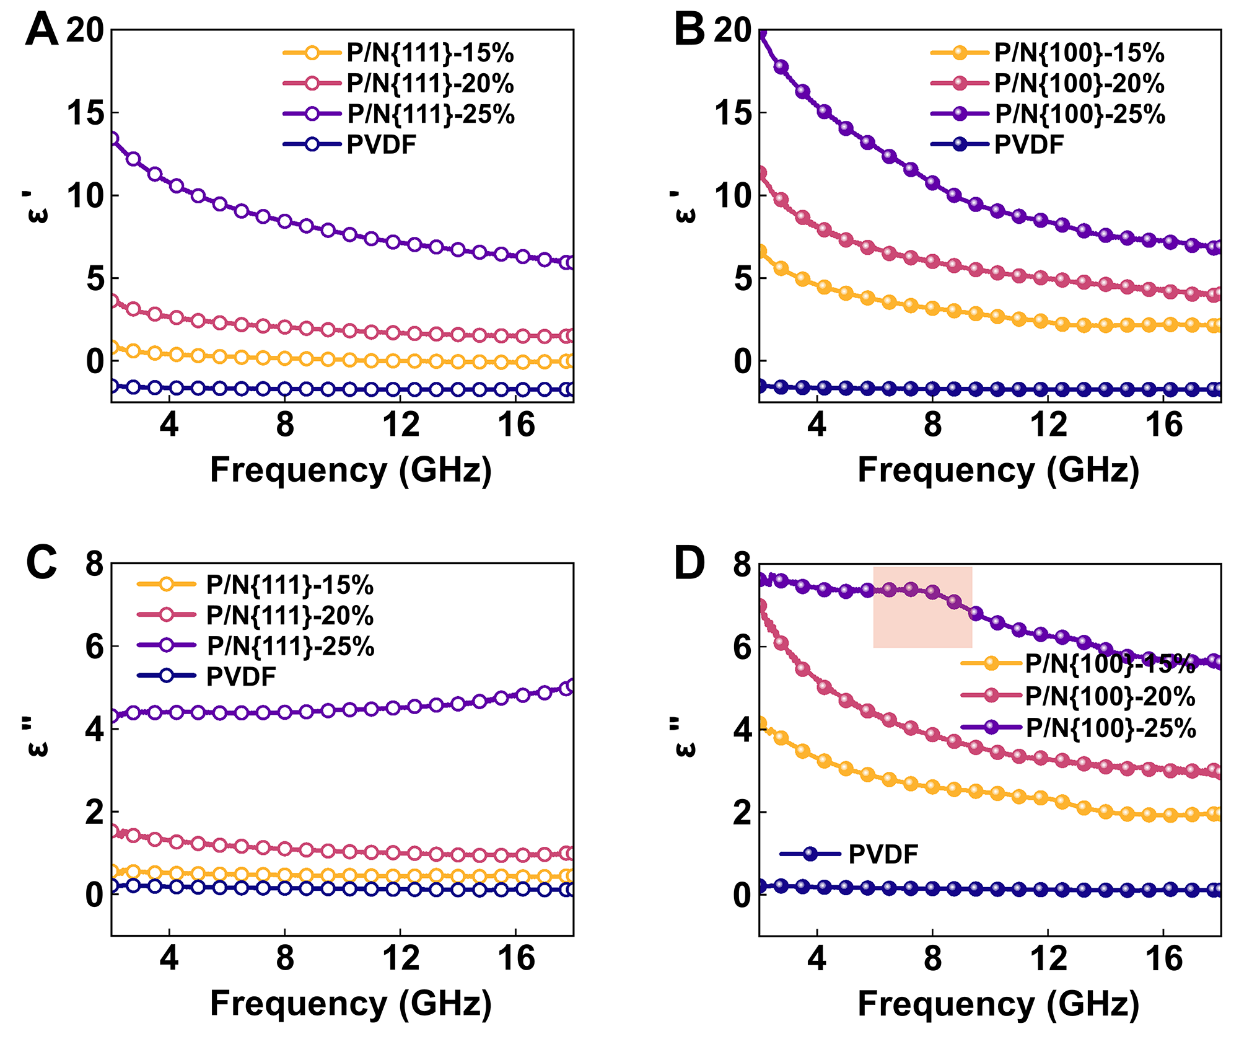 A
20
15
10
5
0
ε '
P/N{111}-15%
P/N{111}-20%
P/N{111}-25%
PVDF
4 8 12 16
Frequency (GHz)
B
20
15
10
5
0
ε '
P/N{100}-15%
P/N{100}-20%
P/N{100}-25%
PVDF
4 8 12 16
Frequency (GHz)
C
8
6
4
2
0
ε "
P/N{111}-15%
P/N{111}-20%
P/N{111}-25%
PVDF
4 8 12 16
Frequency (GHz)
D
8
6
4
2
0
ε "
P/N{100}-15%
P/N{100}-20%
P/N{100}-25%
PVDF
4 8 12 16
Frequency (GHz)